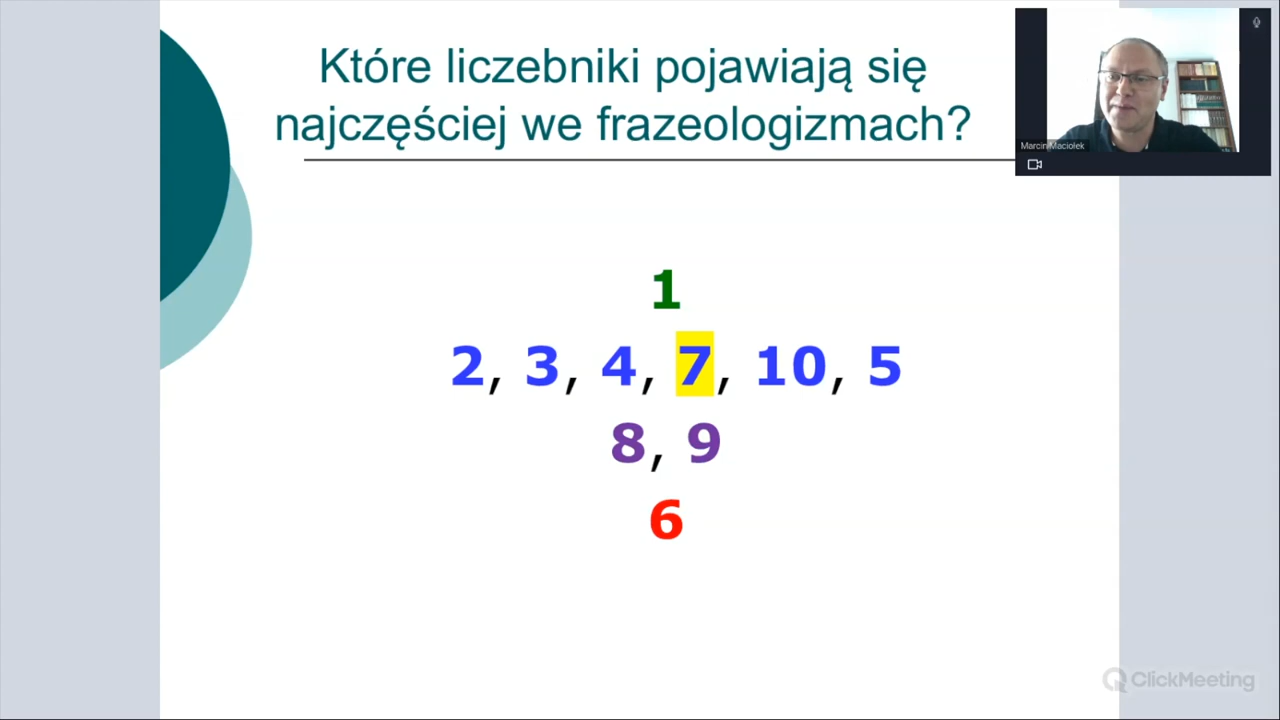 Które liczebniki pojawiają się
najczęściej we frazeologizmach?
Marcin Maciołek
1
2, 3, 4, 7, 10, 5
8, 9
6
ClickMeeting